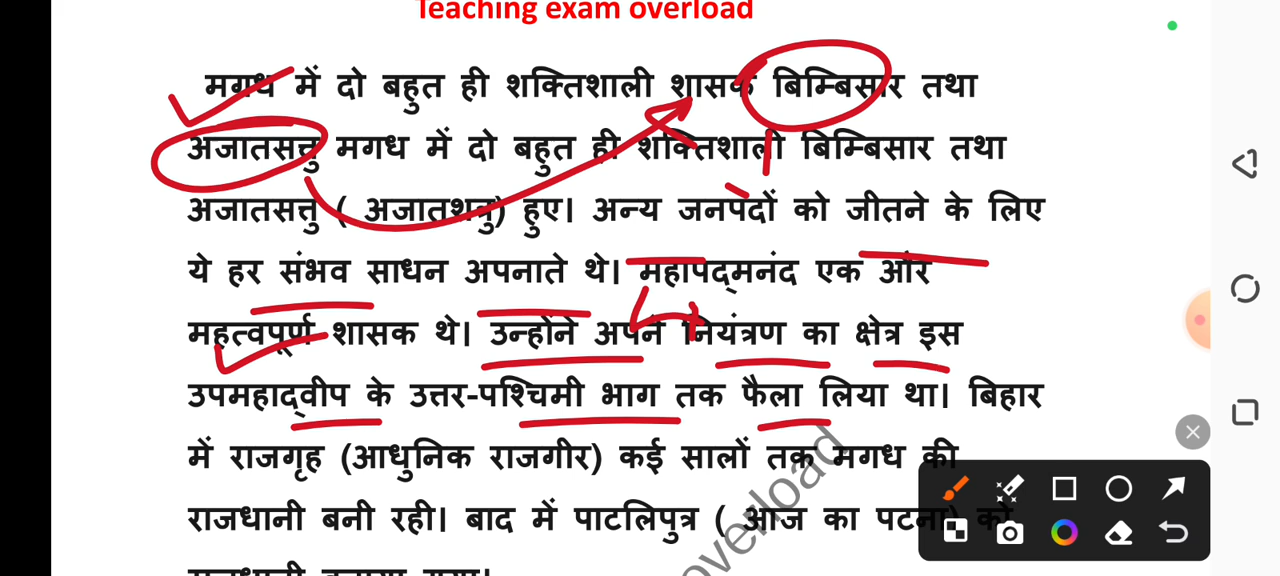 Teaching exam overload
मगध में दो बहुत ही शक्तिशाली शासक बिम्बिसार तथा
अजातसत्तु मगध में दो बहुत ही शक्तिशाली बिम्बिसार तथा
अजातसत्तु ( अजातशत्रु) हुए। अन्य जनपदों को जीतने के लिए
ये हर संभव साधन अपनाते थे। महापद्मनंद एक और
महत्वपूर्ण शासक थे। उन्होंने अपने नियंत्रण का क्षेत्र इस
उपमहाद्वीप के उत्तर-पश्चिमी भाग तक फैला लिया था। बिहार
में राजगृह (आधुनिक राजगीर) कई सालों तक मगध की
राजधानी बनी रही। बाद में पाटलिपुत्र ( आज का पटना) को
overload